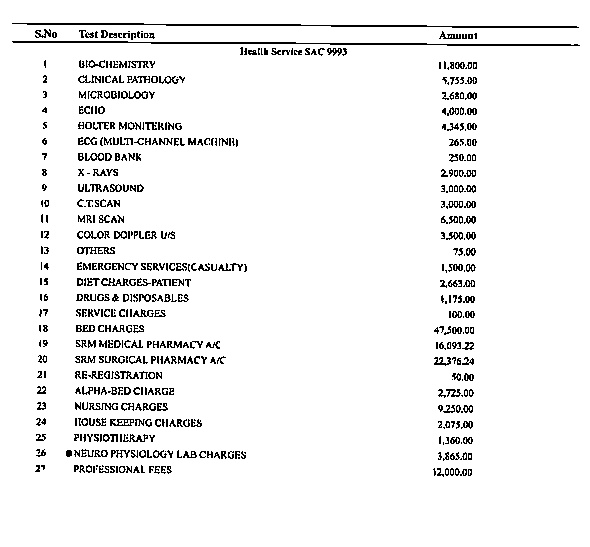 S.No Test Description Amount
Health Service SAC 9993
1 BIO-CHEMISTRY 11,800.00
2 CLINICAL PATHOLOGY 5,755.00
3 MICROBIOLOGY 2,680.00
4 ECHO 4,000.00
5 HOLTER MONITERING 4,345.00
6 ECG (MULTI-CHANNEL MACHINE) 265.00
7 BLOOD BANK 250.00
8 X - RAYS 2,900.00
9 ULTRASOUND 3,000.00
10 C.T.SCAN 3,000.00
11 MRI SCAN 6,500.00
12 COLOR DOPPLER U/S 3,500.00
13 OTHERS 75.00
14 EMERGENCY SERVICES(CASUALTY) 1,500.00
15 DIET CHARGES-PATIENT 2,663.00
16 DRUGS & DISPOSABLES 1,175.00
17 SERVICE CHARGES 100.00
18 BED CHARGES 47,500.00
19 SRM MEDICAL PHARMACY A/C 16,093.22
20 SRM SURGICAL PHARMACY A/C 22,376.24
21 RE-REGISTRATION 50.00
22 ALPHA-BED CHARGE 2,725.00
23 NURSING CHARGES 9,250.00
24 HOUSE KEEPING CHARGES 2,075.00
25 PHYSIOTHERAPY 1,360.00
26 NEURO PHYSIOLOGY LAB CHARGES 3,865.00
27 PROFESSIONAL FEES 12,000.00